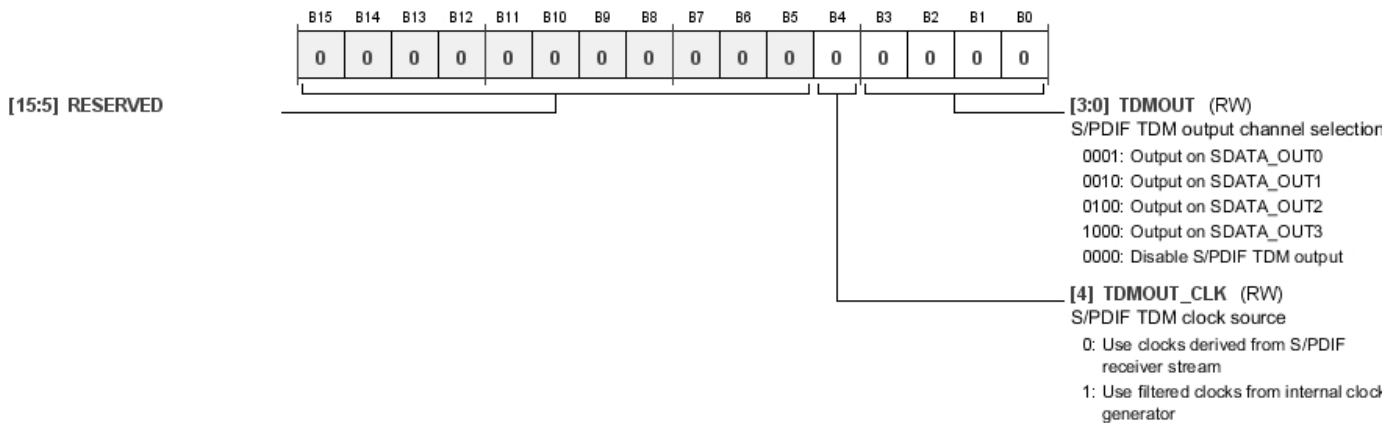 B15 B14 B13 B12 B11 B10 B9 B8 B7 B6 B5 B4 B3 B2 B1 B0
0 0 0 0 0 0 0 0 0 0 0 0 0 0 0 0
[15:5] RESERVED
[3:0] TDMOUT (RW)
S/PDIF TDM output channel selection
0001: Output on SDATA_OUT0
0010: Output on SDATA_OUT1
0100: Output on SDATA_OUT2
1000: Output on SDATA_OUT3
0000: Disable S/PDIF TDM output
[4] TDMOUT_CLK (RW)
S/PDIF TDM clock source
0: Use clocks derived from S/PDIF
receiver stream
1: Use filtered clocks from internal clock
generator